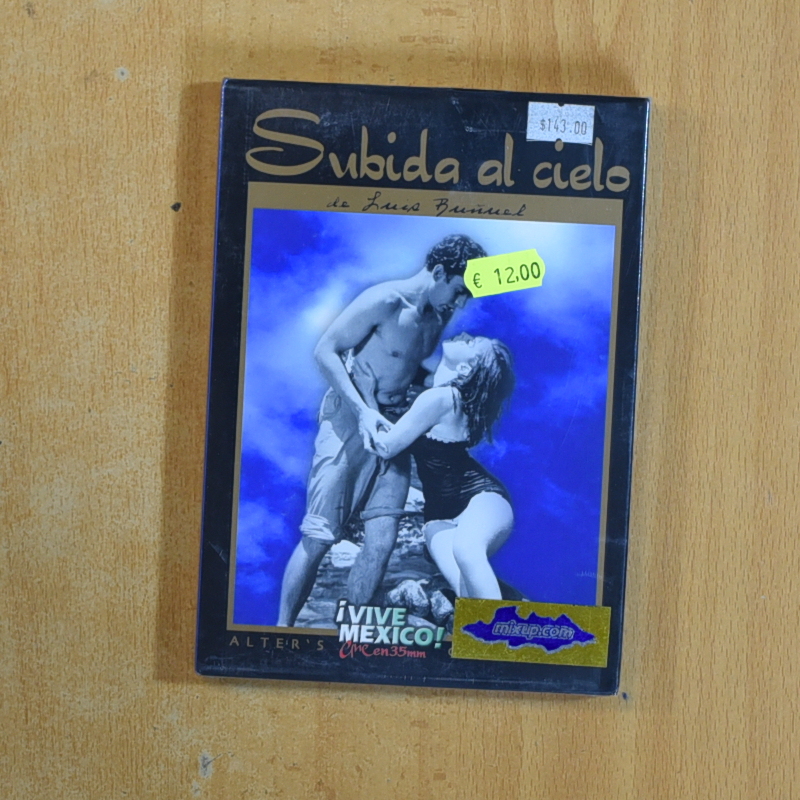 $143.00
Subida al cielo
de Luis Buñuel
€ 12.00
¡VIVE
MEXICO!
Cine en 35mm
ALTER'S
mixup.com